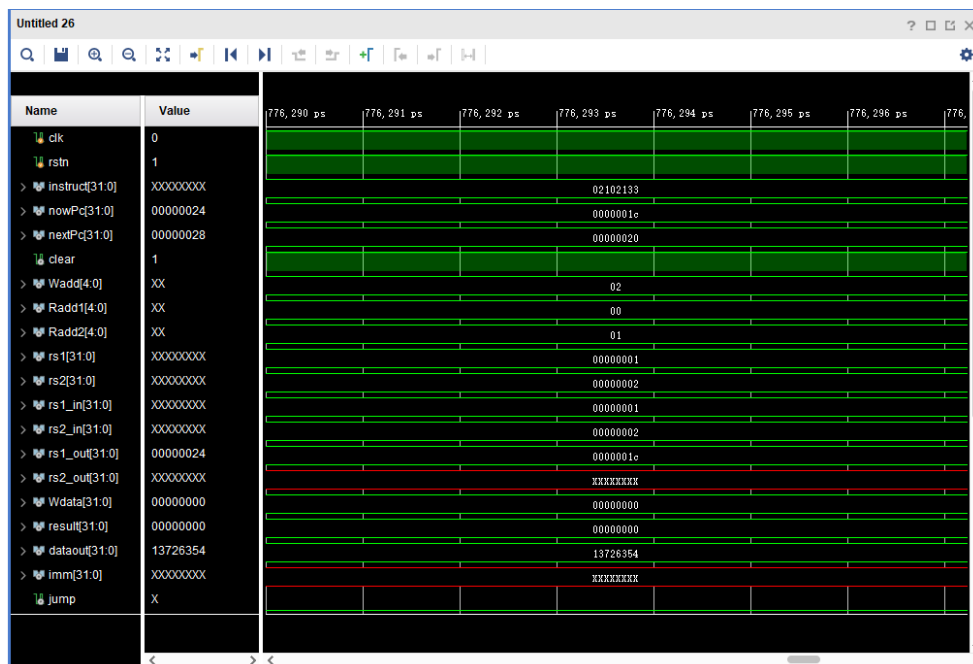 Untitled 26
Name Value 776,290 ps 776,291 ps 776,292 ps 776,293 ps 776,294 ps 776,295 ps 776,296 ps 776,
clk 0
rstn 1
instruct[31:0] XXXXXXXX 02102133
nowPc[31:0] 00000024 0000001c
nextPc[31:0] 00000028 00000020
clear 1
Wadd[4:0] XX 02
Radd1[4:0] XX 00
Radd2[4:0] XX 01
rs1[31:0] XXXXXXXX 00000001
rs2[31:0] XXXXXXXX 00000002
rs1_in[31:0] XXXXXXXX 00000001
rs2_in[31:0] XXXXXXXX 00000002
rs1_out[31:0] 00000024 0000001c
rs2_out[31:0] XXXXXXXX XXXXXXXX
Wdata[31:0] 00000000 00000000
result[31:0] 00000000 00000000
dataout[31:0] 13726354 13726354
imm[31:0] XXXXXXXX XXXXXXXX
jump X